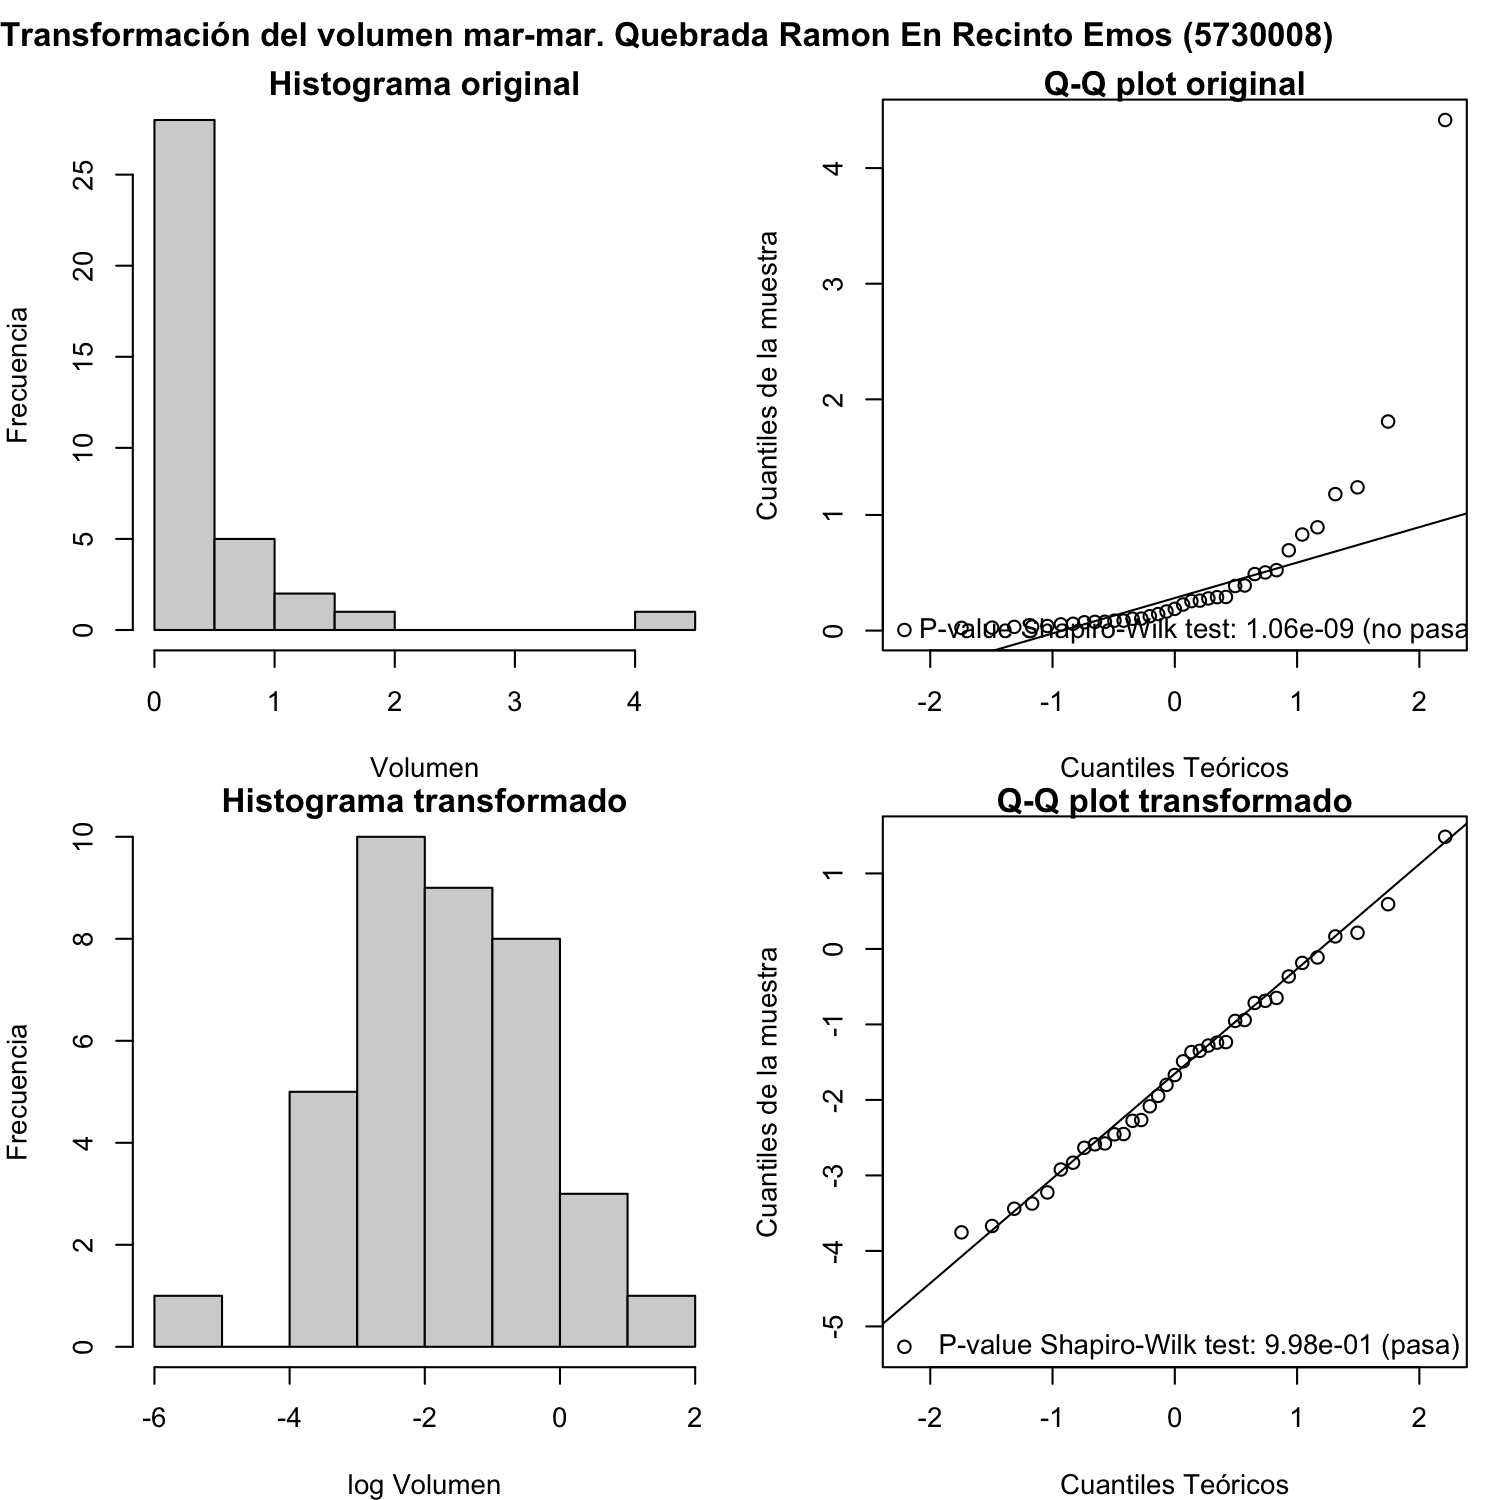 Transformación del volumen mar-mar. Quebrada Ramon En Recinto Emos (5730008)
Histograma original
Frecuencia
25
20
15
10
5
0
0 1 2 3 4
Volumen
Q-Q plot original
Cuantiles de la muestra
4
3
2
1
0
P-value Shapiro-Wilk test: 1.06e-09 (no pasa
-2 -1 0 1 2
Cuantiles Teóricos
Histograma transformado
Frecuencia
10
8
6
4
2
0
-6 -4 -2 0 2
log Volumen
Q-Q plot transformado
Cuantiles de la muestra
1
0
-1
-2
-3
-4
-5
P-value Shapiro-Wilk test: 9.98e-01 (pasa)
-2 -1 0 1 2
Cuantiles Teóricos